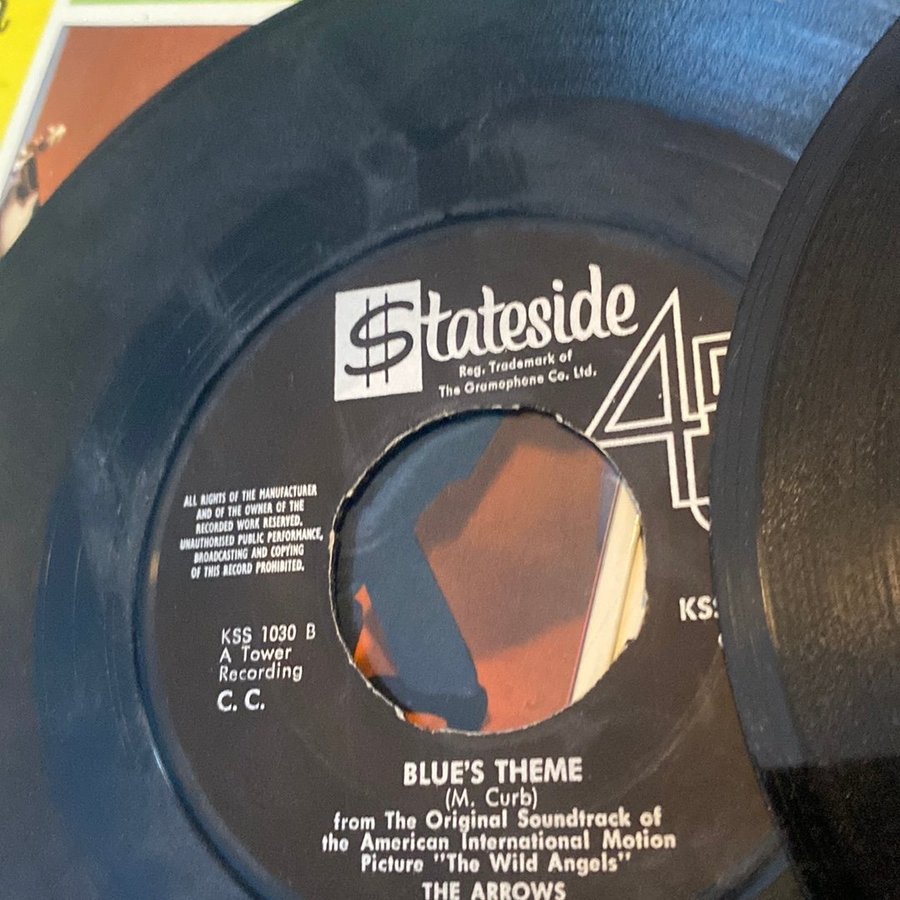 $tateside
Reg. Trademark of
The Gramophone Co. Ltd.
45
ALL RIGHTS OF THE MANUFACTURER
AND OF THE OWNER OF THE
RECORDED WORK RESERVED.
UNAUTHORISED PUBLIC PERFORMANCE,
BROADCASTING AND COPYING
OF THIS RECORD PROHIBITED.
KSS 1030 B
A Tower
Recording
C. C.
BLUE'S THEME
(M. Curb)
from The Original Soundtrack of
the American International Motion
Picture "The Wild Angels"
THE ARROWS